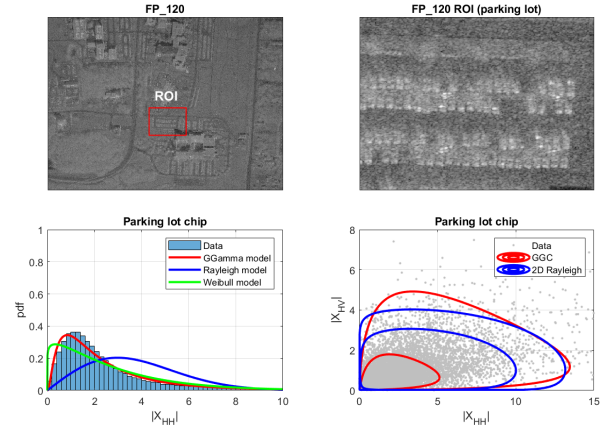 FP_120
ROI
FP_120 ROI (parking lot)
Parking lot chip
pdf
1
0.8
0.6
0.4
0.2
0
Data
GGamma model
Rayleigh model
Weibull model
0 2 4 6 8 10
|X_HH|
Parking lot chip
|X_HV|
8
6
4
2
0
Data
GGC
2D Rayleigh
0 5 10 15
|X_HH|